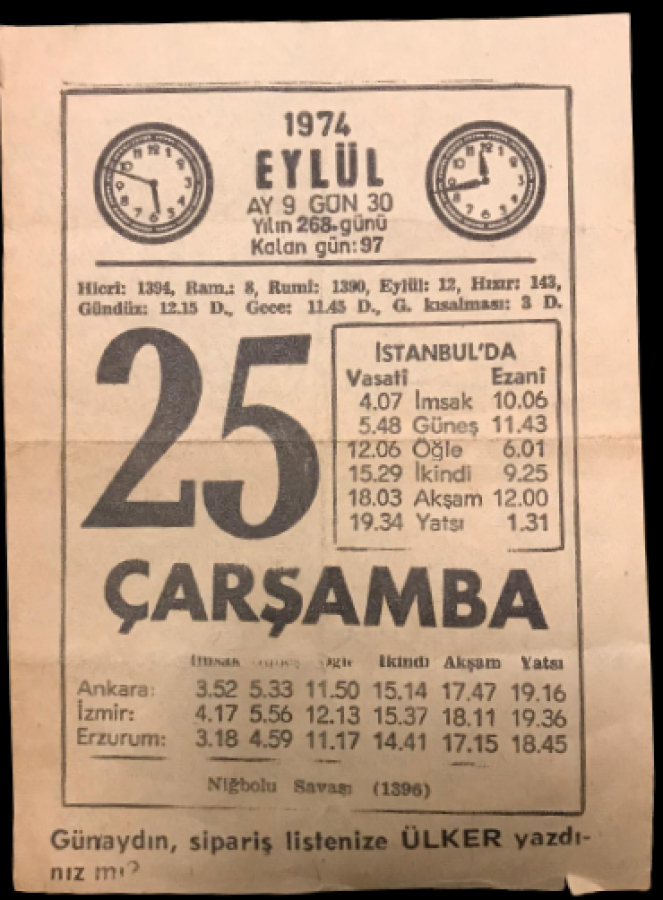 1974
EYLÜL
AY 9 GÜN 30
Yılın 268. günü
Kalan gün: 97
Hicri: 1394, Ram.: 8, Rumî: 1390, Eylül: 12, Hızır: 143,
Gündüz: 12.15 D., Gece: 11.45 D., G. kısalması: 3 D.
25
İSTANBUL'DA
Vasati Ezani
4.07 İmsak 10.06
5.48 Güneş 11.43
12.06 Öğle 6.01
15.29 İkindi 9.25
18.03 Akşam 12.00
19.34 Yatsı 1.31
ÇARŞAMBA
İmsak Güneş Öğle İkindi Akşam Yatsı
Ankara: 3.52 5.33 11.50 15.14 17.47 19.16
İzmir: 4.17 5.56 12.13 15.37 18.11 19.36
Erzurum: 3.18 4.59 11.17 14.41 17.15 18.45
Niğbolu Savaşı (1396)
Günaydın, sipariş listenize ÜLKER yazdı-
nız mı?